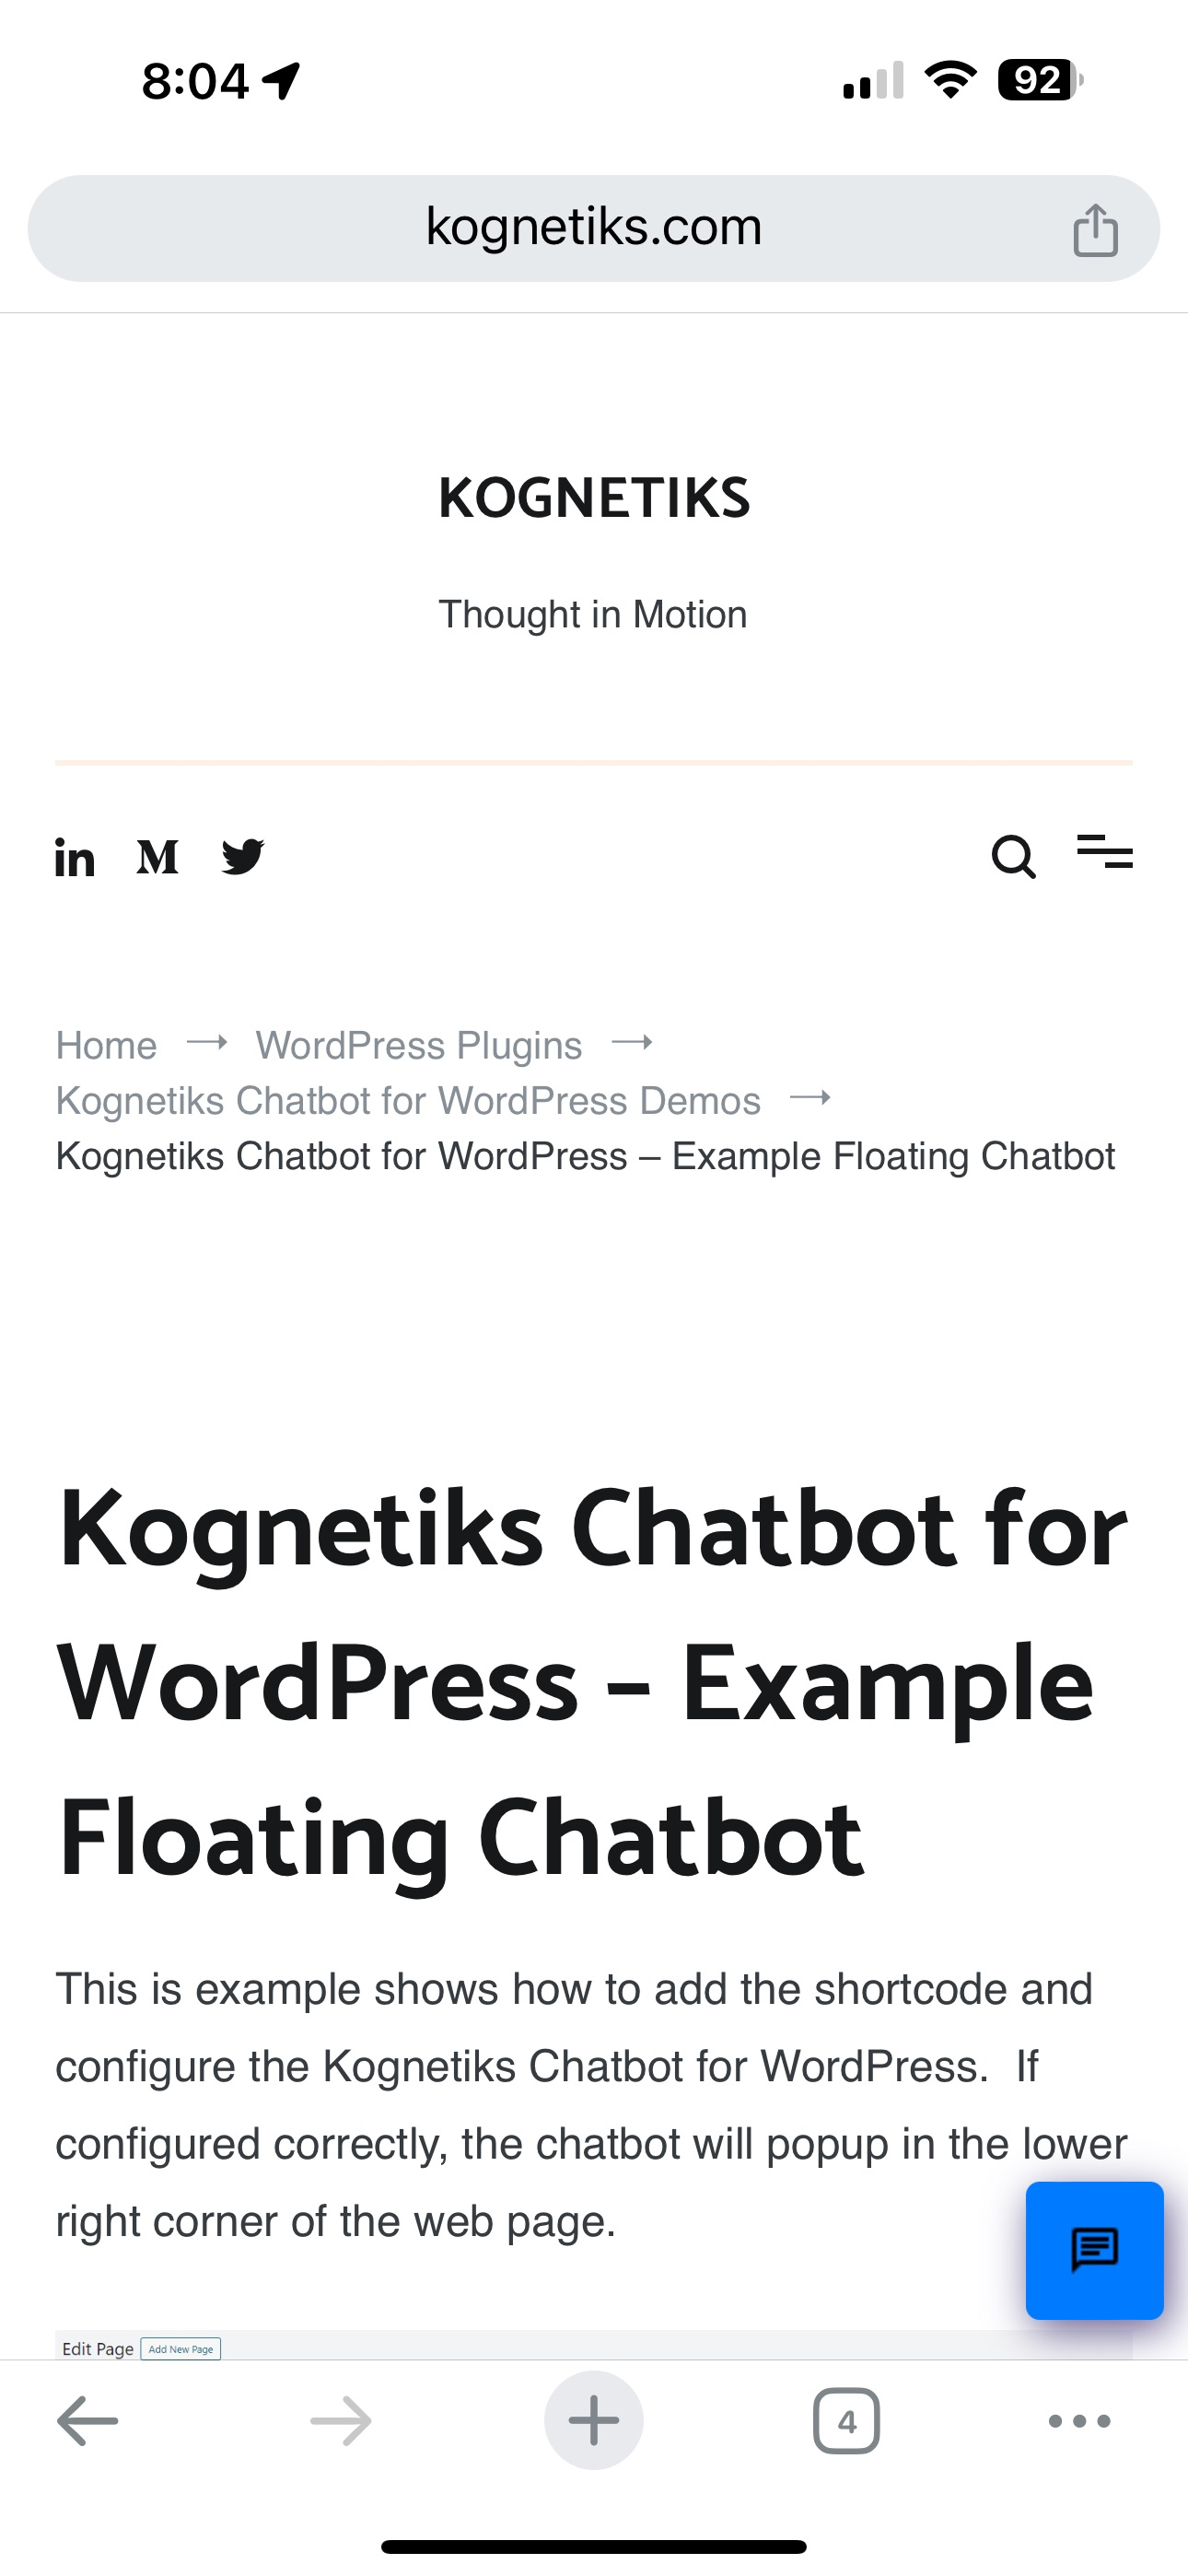 8:04
92
kognetiks.com
KOGNETIKS
Thought in Motion
in M
Home → WordPress Plugins →
Kognetiks Chatbot for WordPress Demos →
Kognetiks Chatbot for WordPress – Example Floating Chatbot
Kognetiks Chatbot for
WordPress – Example
Floating Chatbot
This is example shows how to add the shortcode and
configure the Kognetiks Chatbot for WordPress.  If
configured correctly, the chatbot will popup in the lower
right corner of the web page.
Edit Page Add New Page
4